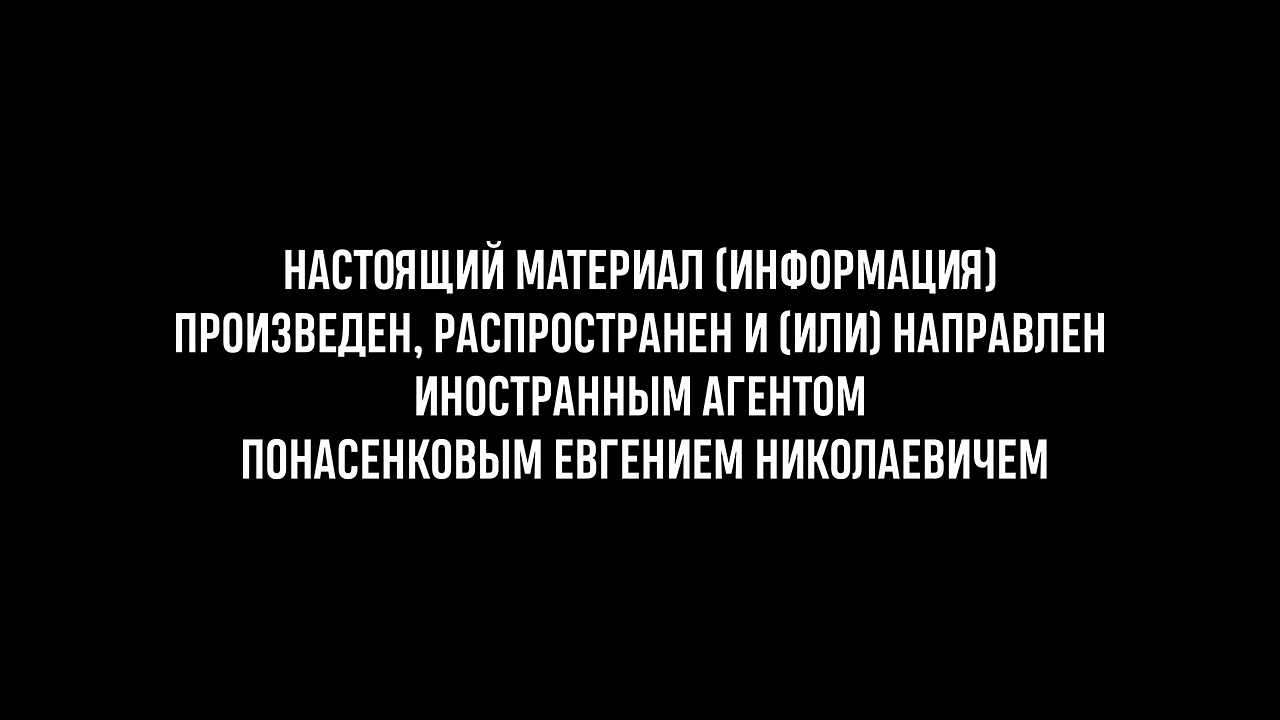 НАСТОЯЩИЙ МАТЕРИАЛ (ИНФОРМАЦИЯ)
ПРОИЗВЕДЕН, РАСПРОСТРАНЕН И (ИЛИ) НАПРАВЛЕН
ИНОСТРАННЫМ АГЕНТОМ
ПОНАСЕНКОВЫМ ЕВГЕНИЕМ НИКОЛАЕВИЧЕМ